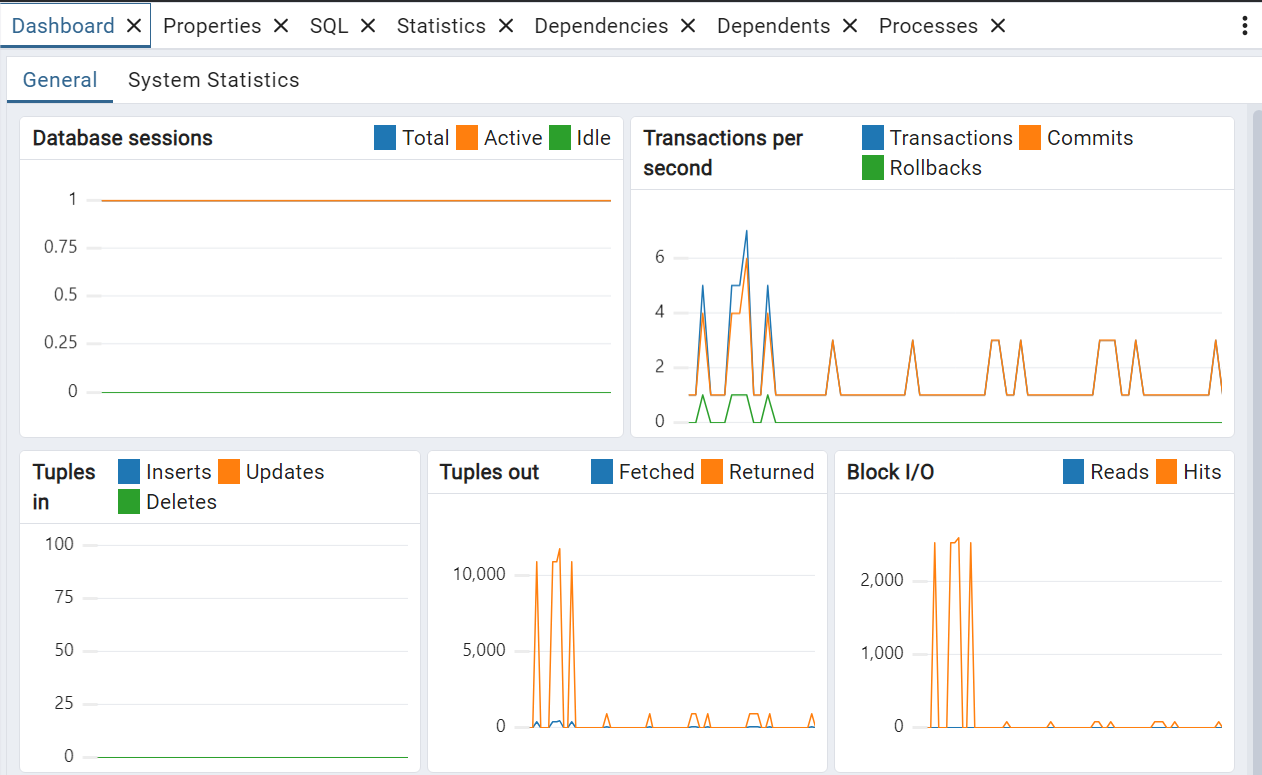 Dashboard Properties SQL Statistics Dependencies Dependents Processes
General System Statistics
Database sessions Total Active Idle
1
0.75
0.5
0.25
0
Transactions per second Transactions Commits
Rollbacks
6
4
2
0
Tuples in Inserts Updates
Deletes
100
75
50
25
0
Tuples out Fetched Returned
10,000
5,000
0
Block I/O Reads Hits
2,000
1,000
0